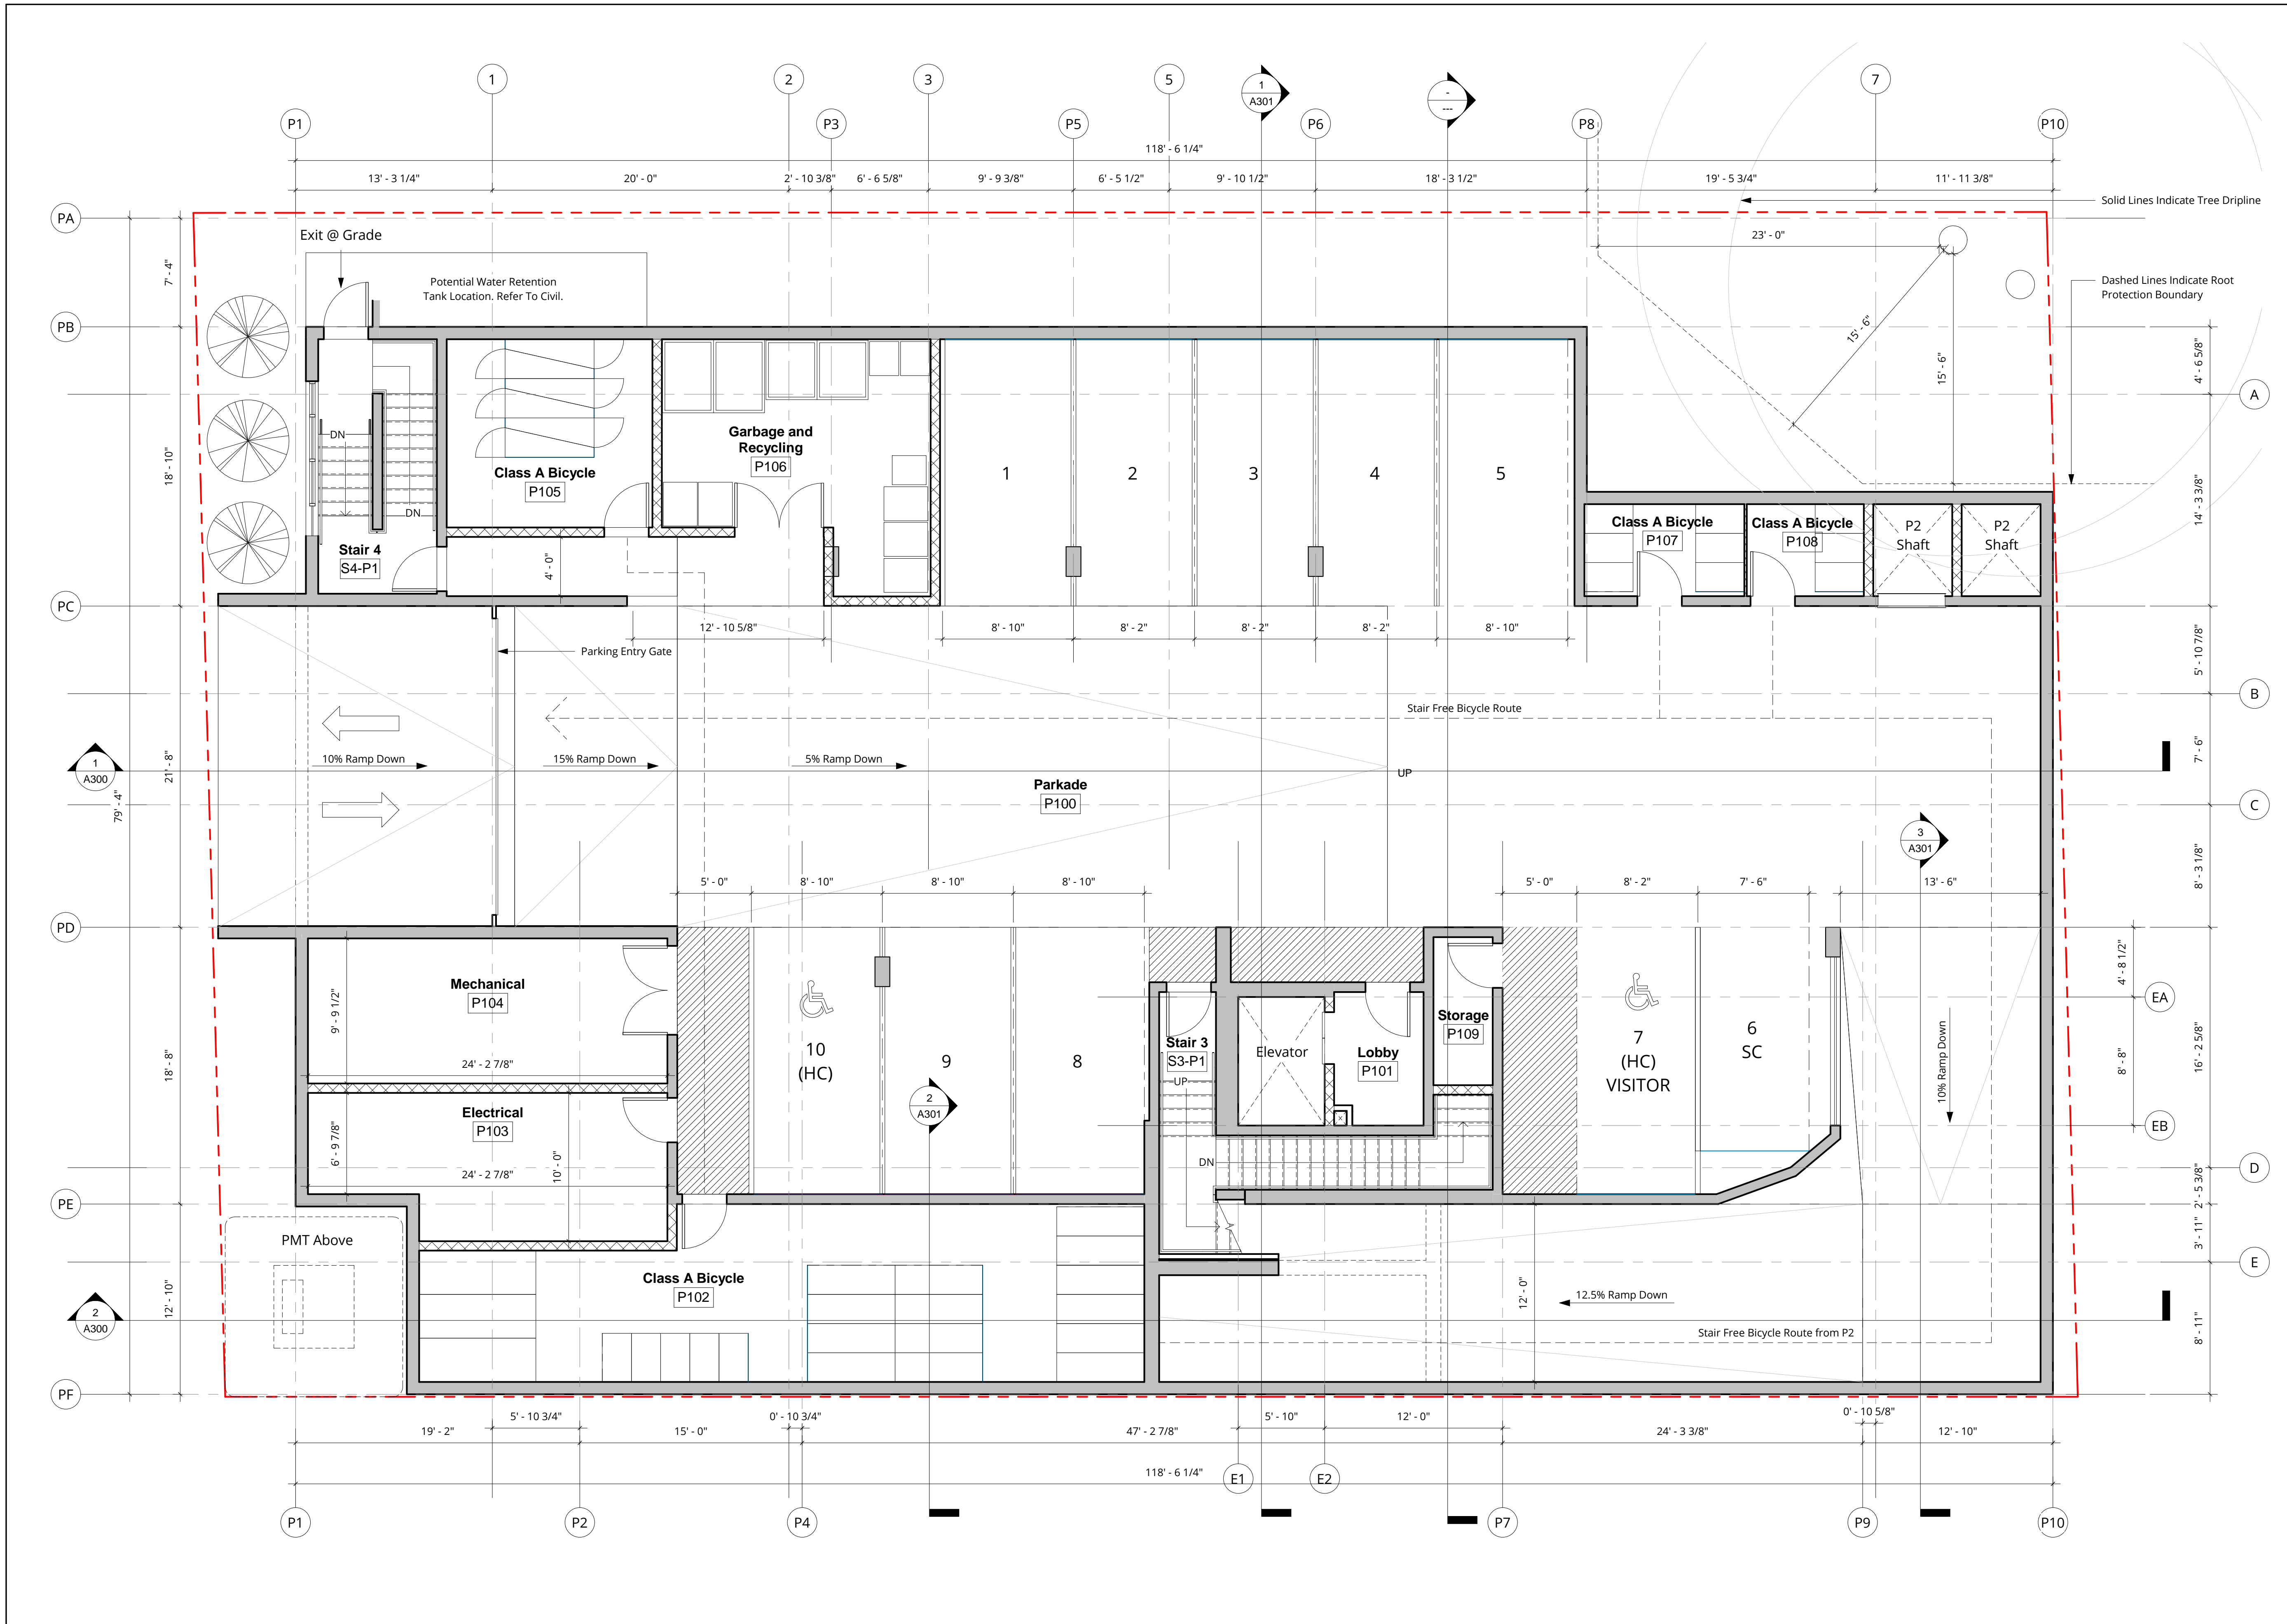 1
2
3
5
1
A301
-
---
7
P1
P3
P5
P6
P8
P10
118' - 6 1/4"
13' - 3 1/4"
20' - 0"
2' - 10 3/8"
6' - 6 5/8"
9' - 9 3/8"
6' - 5 1/2"
9' - 10 1/2"
18' - 3 1/2"
19' - 5 3/4"
11' - 11 3/8"
Solid Lines Indicate Tree Dripline
PA
Exit @ Grade
23' - 0"
7' - 4"
Potential Water Retention
Tank Location. Refer To Civil.
Dashed Lines Indicate Root
Protection Boundary
PB
15' - 6"
15' - 6"
4' - 6 5/8"
A
DN
DN
18' - 10"
Garbage and
Recycling
P106
Class A Bicycle
P105
1
2
3
4
5
14' - 3 3/8"
Class A Bicycle
P107
Class A Bicycle
P108
P2
Shaft
P2
Shaft
Stair 4
S4-P1
4' - 0"
PC
12' - 10 5/8"
8' - 10"
8' - 2"
8' - 2"
8' - 2"
8' - 10"
Parking Entry Gate
5' - 10 7/8"
B
Stair Free Bicycle Route
10% Ramp Down
15% Ramp Down
5% Ramp Down
1
A300
21' - 8"
7' - 6"
UP
Parkade
P100
79' - 4"
C
3
A301
8' - 3 1/8"
5' - 0"
8' - 10"
8' - 10"
8' - 10"
5' - 0"
8' - 2"
7' - 6"
13' - 6"
PD
4' - 8 1/2"
Mechanical
P104
9' - 9 1/2"
EA
Storage
P109
Stair 3
S3-P1
Elevator
Lobby
P101
10
(HC)
9
8
7
(HC)
VISITOR
6
SC
24' - 2 7/8"
18' - 8"
UP
10% Ramp Down
16' - 2 5/8"
8' - 8"
2
A301
Electrical
P103
6' - 9 7/8"
x
EB
24' - 2 7/8"
10' - 0"
DN
D
2' - 5 3/8"
PE
PMT Above
3' - 11"
E
Class A Bicycle
P102
12' - 10"
12' - 0"
12.5% Ramp Down
2
A300
Stair Free Bicycle Route from P2
8' - 11"
PF
5' - 10 3/4"
0' - 10 3/4"
5' - 10"
12' - 0"
0' - 10 5/8"
19' - 2"
15' - 0"
47' - 2 7/8"
24' - 3 3/8"
12' - 10"
118' - 6 1/4"
E1
E2
P1
P2
P4
P7
P9
P10